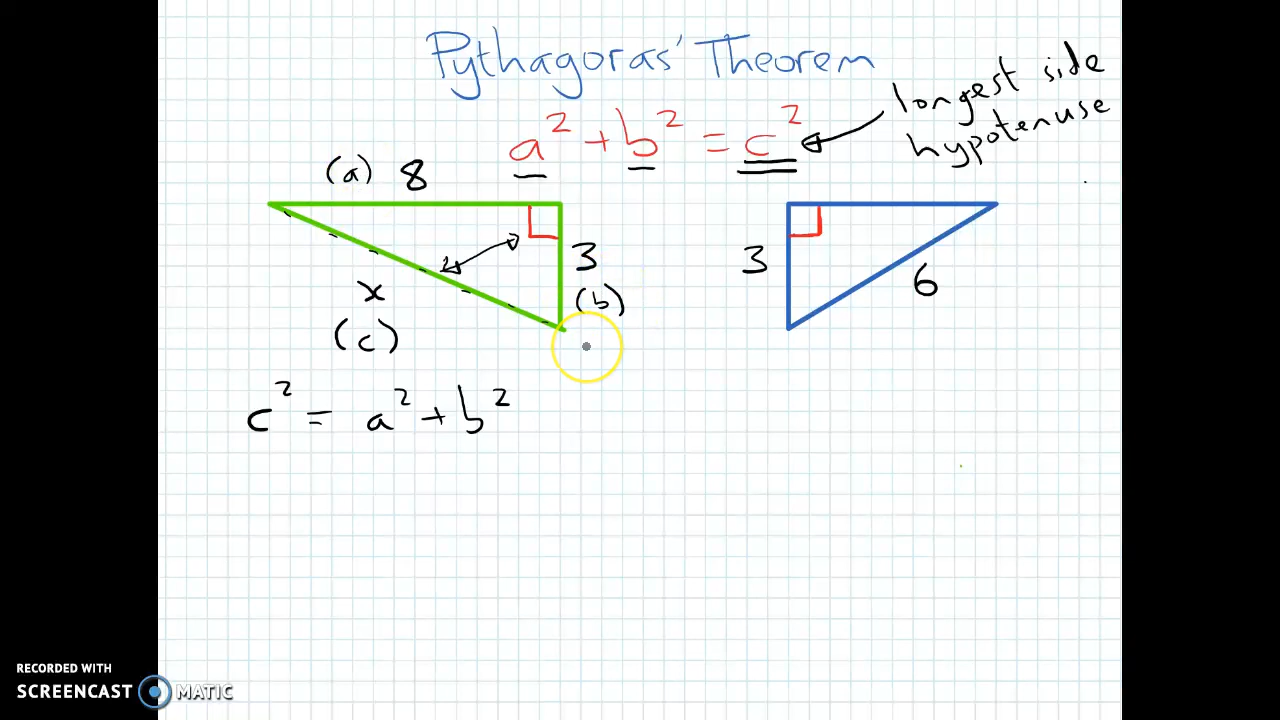 Pythagoras' Theorem
a² + b² = c²
longest side
hypotenuse
(a) 8
3
(b)
x
(c)
3
6
c² = a² + b²
RECORDED WITH
SCREENCAST MATIC